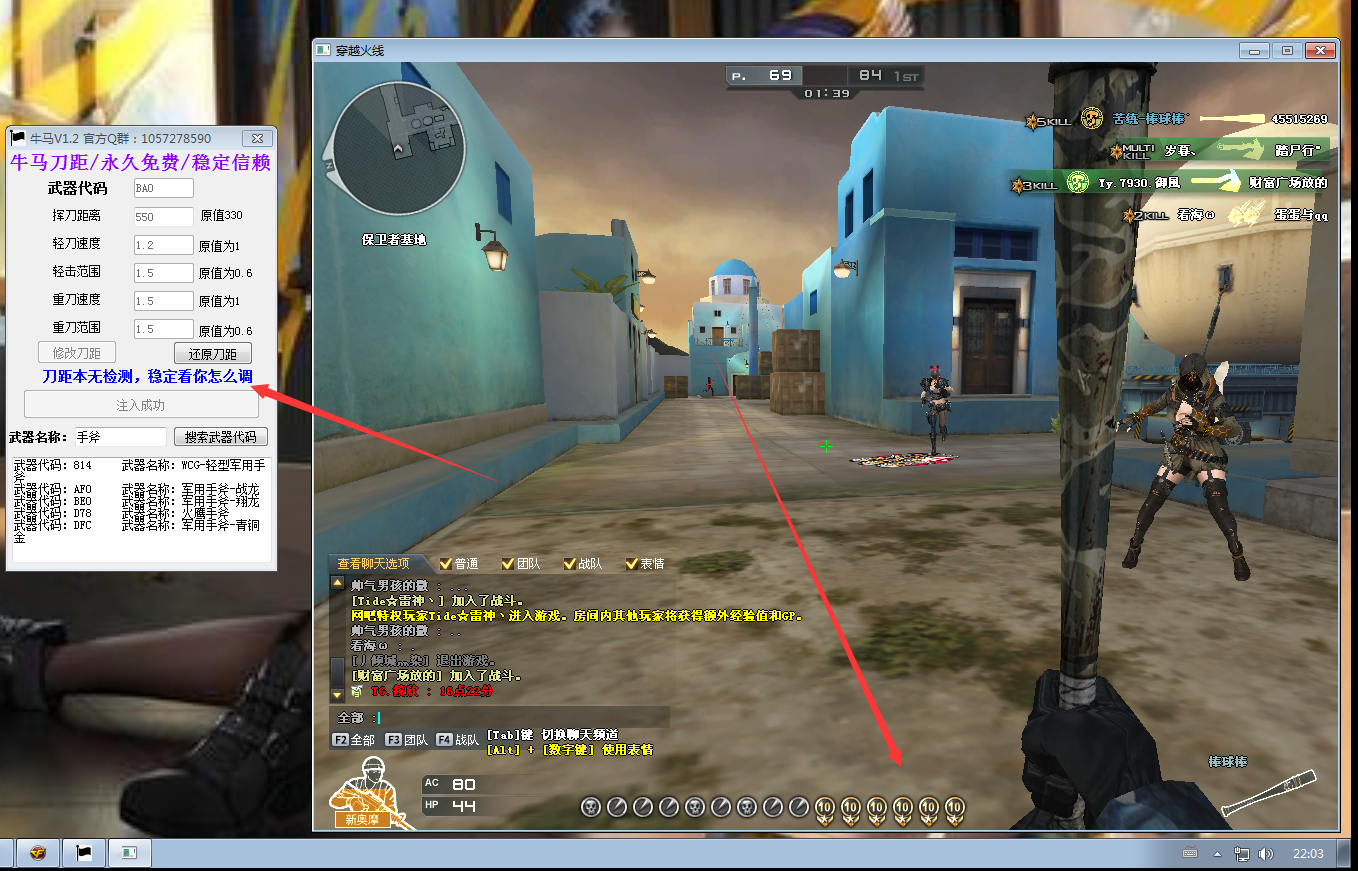 穿越火线
牛马V1.2 官方Q群：1057278590
牛马刀距/永久免费/稳定信赖
武器代码 BA0
挥刀距离 550 原值330
轻刀速度 1.2 原值为1
轻击范围 1.5 原值为0.6
重刀速度 1.5 原值为1
重刀范围 1.5 原值为0.6
修改刀距 还原刀距
刀距本无检测，稳定看你怎么调
注入成功
武器名称： 手斧 搜索武器代码
武器代码：814 武器名称：WCG-轻型军用手
斧
武器代码：AF0 武器名称：军用手斧-战龙
武器代码：BE0 武器名称：军用手斧-翔龙
武器代码：D78 武器名称：火鹰手斧
武器代码：DFC 武器名称：军用手斧-青铜
金
P. 69 84 1ST
01:39
N
保卫者基地
5KILL 苦练-棒球棒 45515269
MULTI KILL 岁暮、 踏尸行
3KILL Ty.7930.御風 财富广场放的
2KILL 看海ω 蛋蛋与qq
查看聊天选项 普通 团队 战队 表情
帅气男孩的 : ...
[Tide☆雷神丶] 加入了战斗。
网吧特权玩家Tide☆雷神丶进入游戏。房间内其他玩家将获得额外经验值和GP。
帅气男孩的 : ..
看海ω : .
退出游戏。
[财富广场放的] 加入了战斗。
16点22分
全部 :
F2 全部 F3 团队 F4 战队 [Tab]键 切换聊天频道
[Alt] + [数字键] 使用表情
AC 80
HP 44
新奥摩
10 10 10 10 10 10
棒球棒
CF
22:03